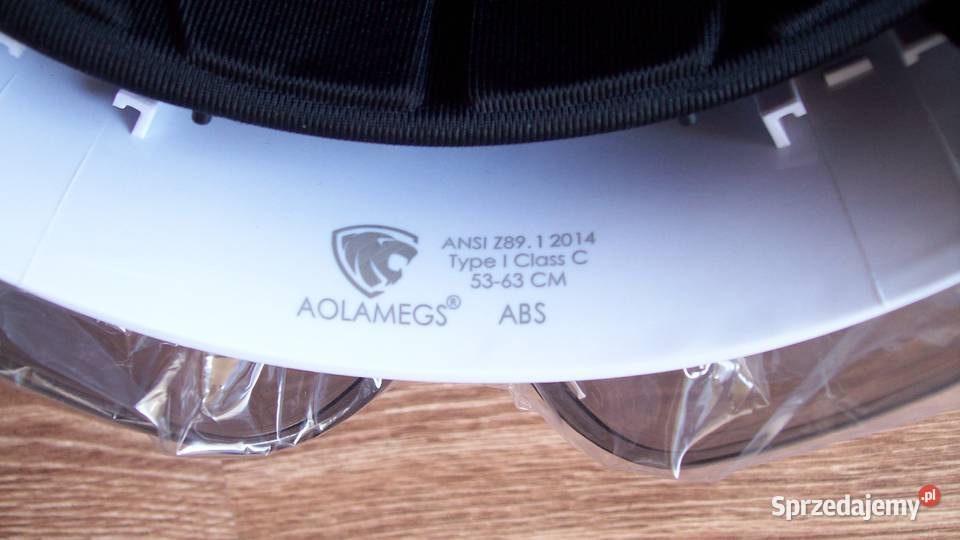 ANSI Z89.1 2014
Type I Class C
53-63 CM
AOLAMEGS® ABS
Sprzedajemy.pl